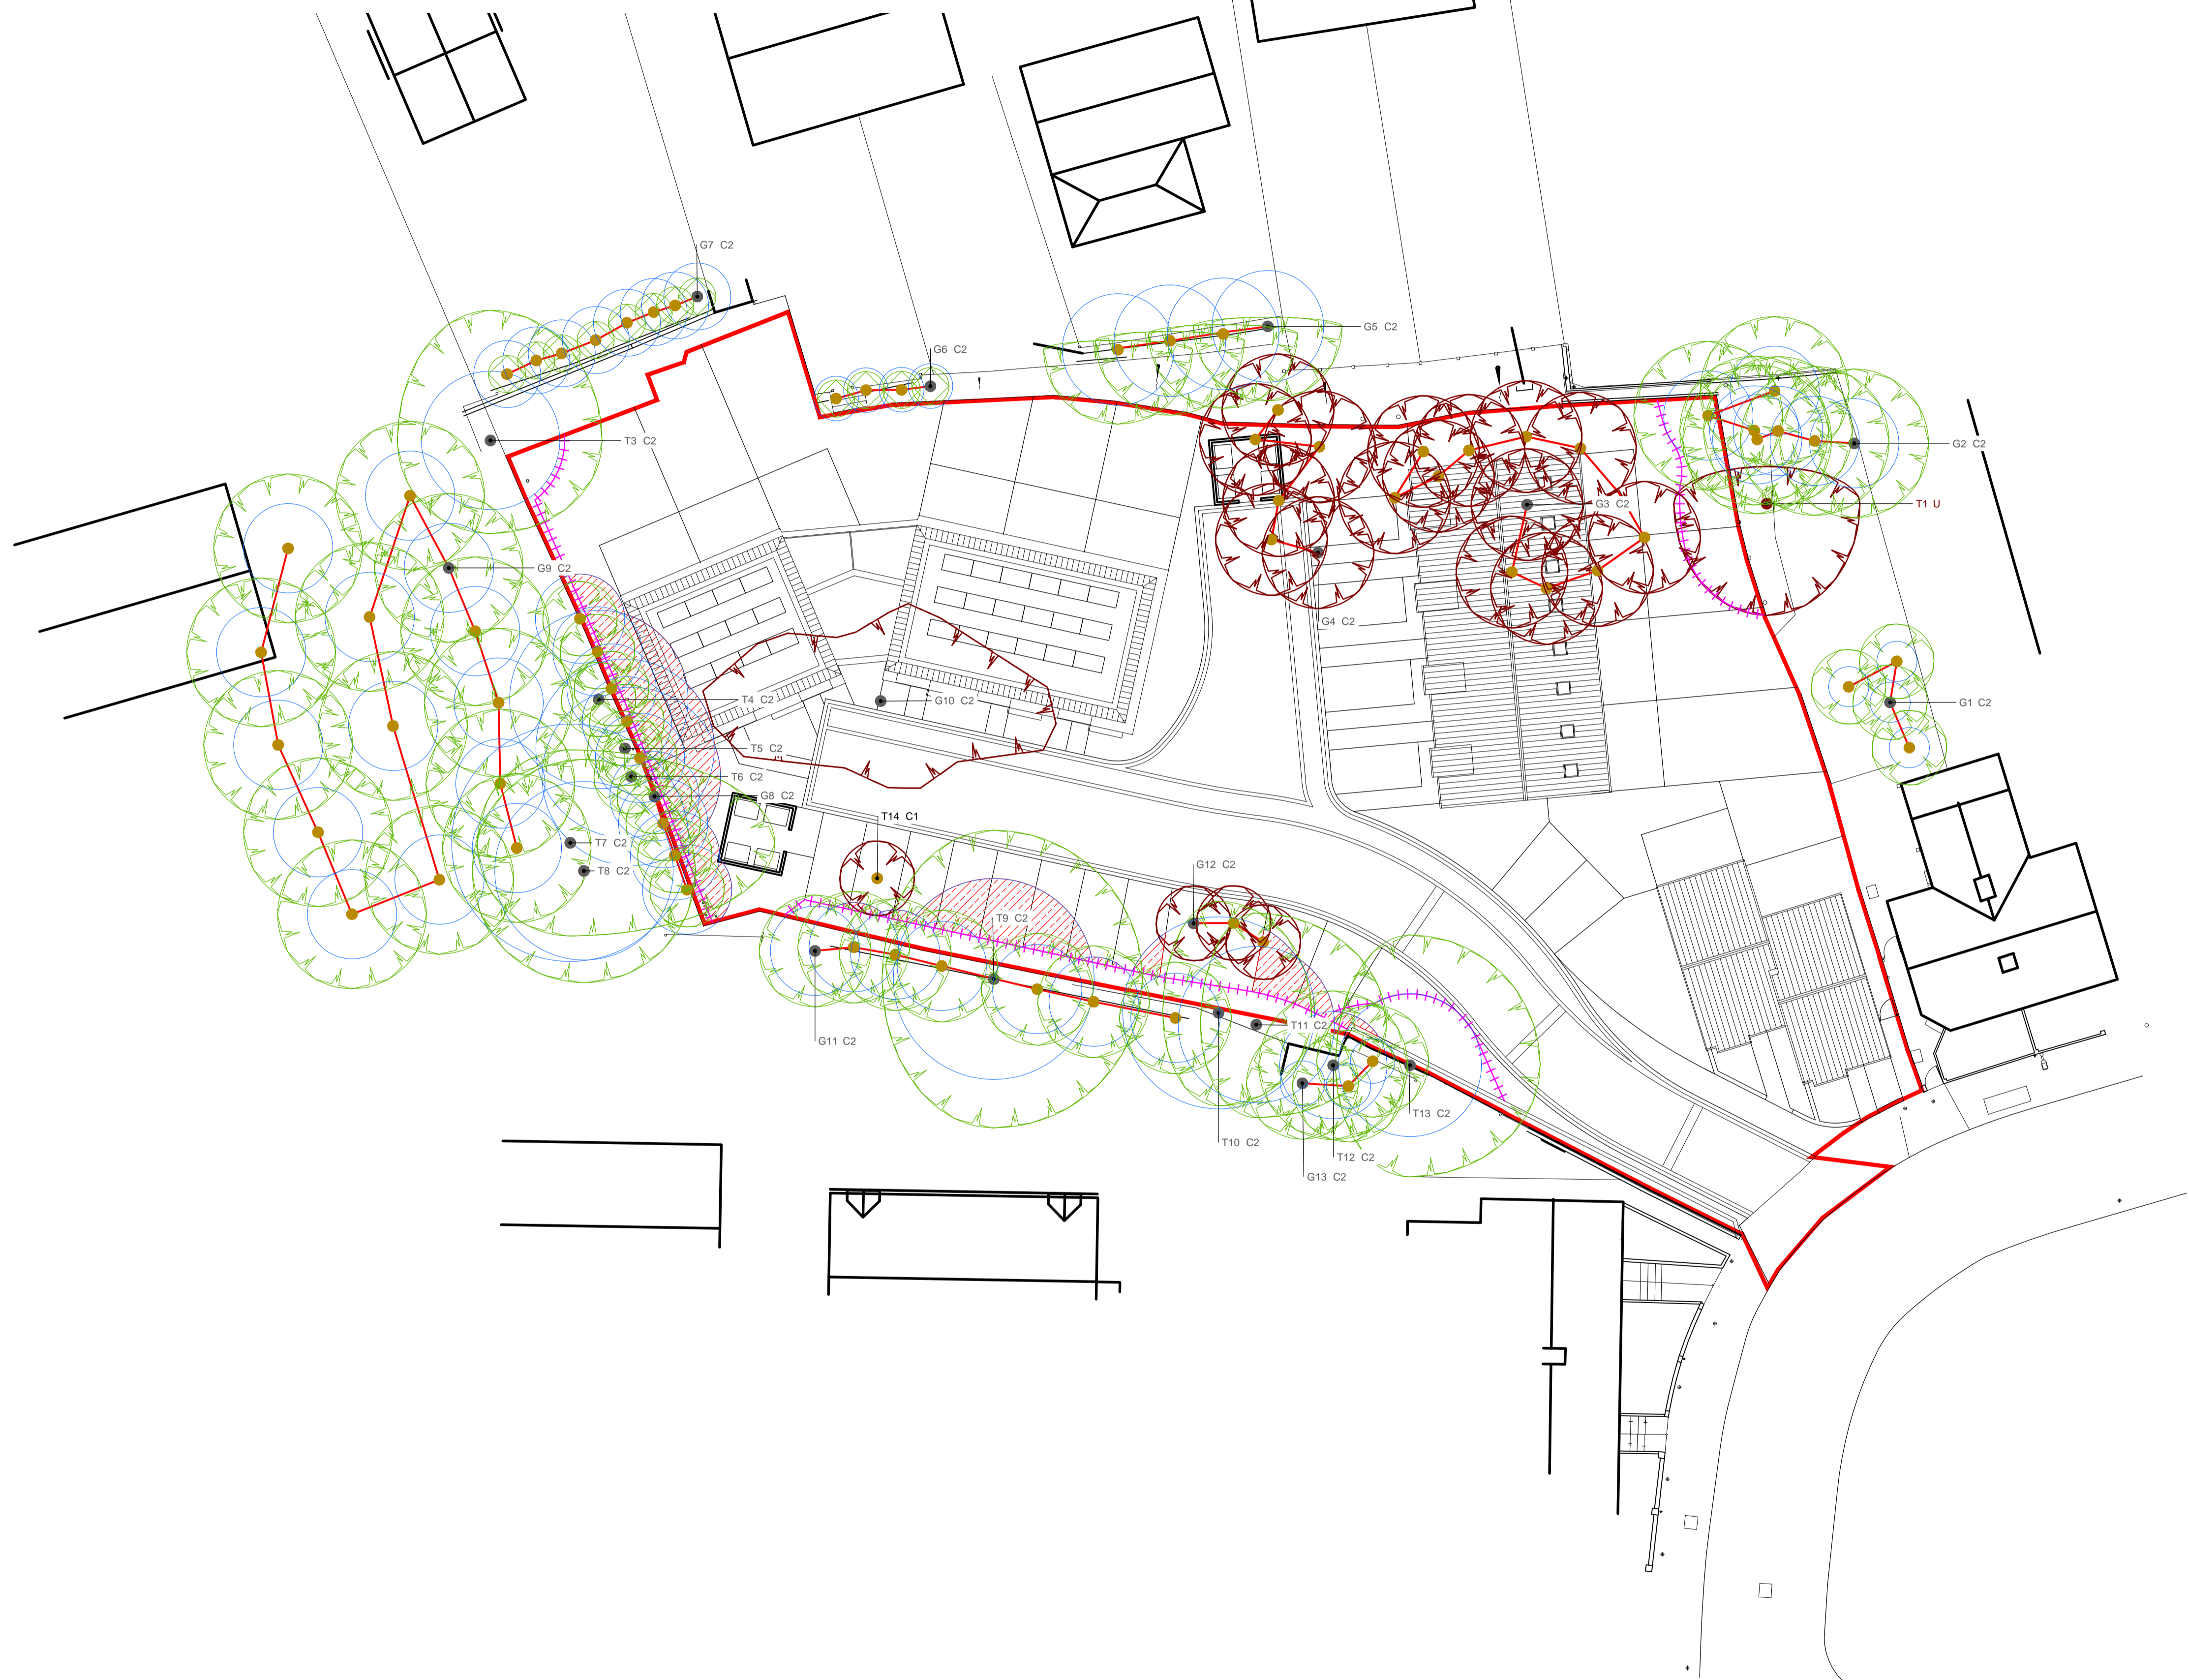 G7 C2
G5 C2
G6 C2
T3 C2
G2 C2
T1 U
G3 C2
G9 C2
G4 C2
T4 C2
G10 C2
G1 C2
T5 C2
T6 C2
G8 C2
T14 C1
T7 C2
G12 C2
T8 C2
T9 C2
T11 C2
G11 C2
T13 C2
T10 C2
T12 C2
G13 C2